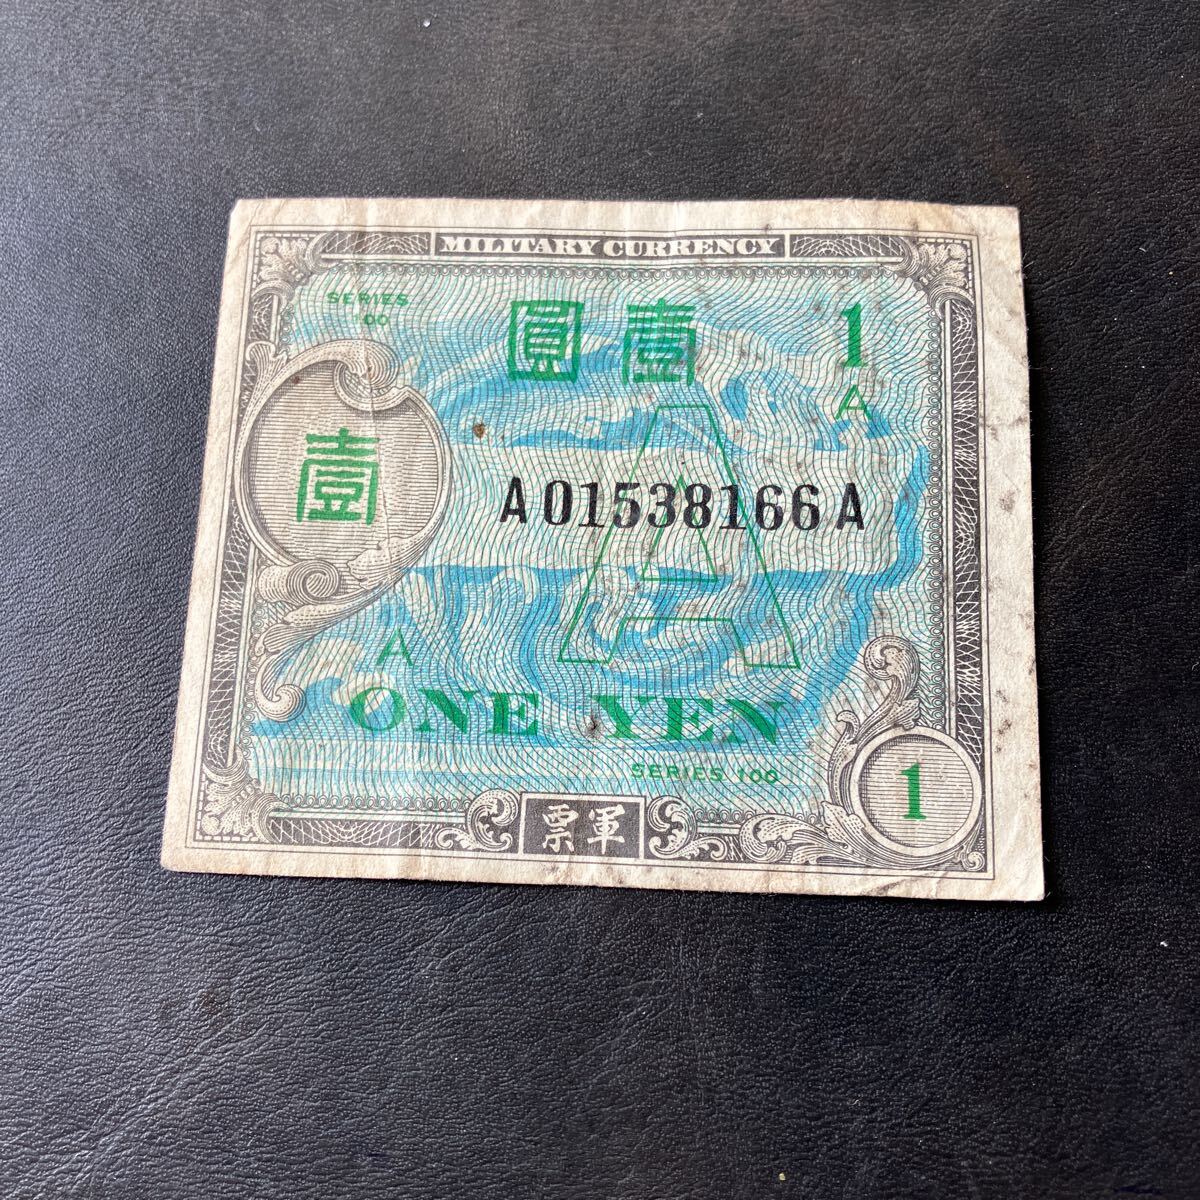 MILITARY CURRENCY
SERIES
100
圓壹
1
A
壹
A
A01538166A
A
ONE YEN
SERIES 100
1
票軍